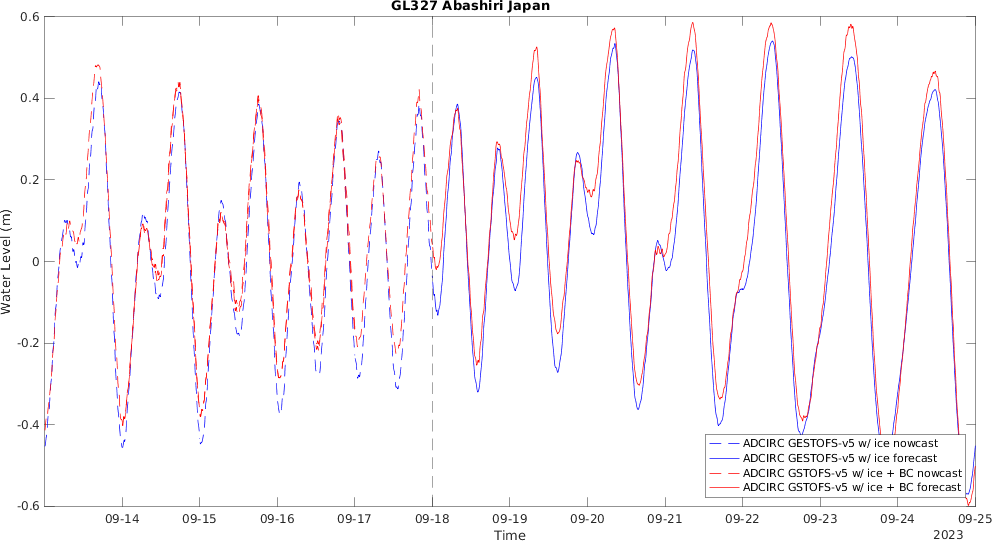 GL327 Abashiri Japan
0.6
0.4
0.2
0
-0.2
-0.4
-0.6
Water Level (m)
ADCIRC GESTOFS-v5 w/ ice nowcast
ADCIRC GESTOFS-v5 w/ ice forecast
ADCIRC GSTOFS-v5 w/ ice + BC nowcast
ADCIRC GSTOFS-v5 w/ ice + BC forecast
09-14 09-15 09-16 09-17 09-18 09-19 09-20 09-21 09-22 09-23 09-24 09-25
Time
2023